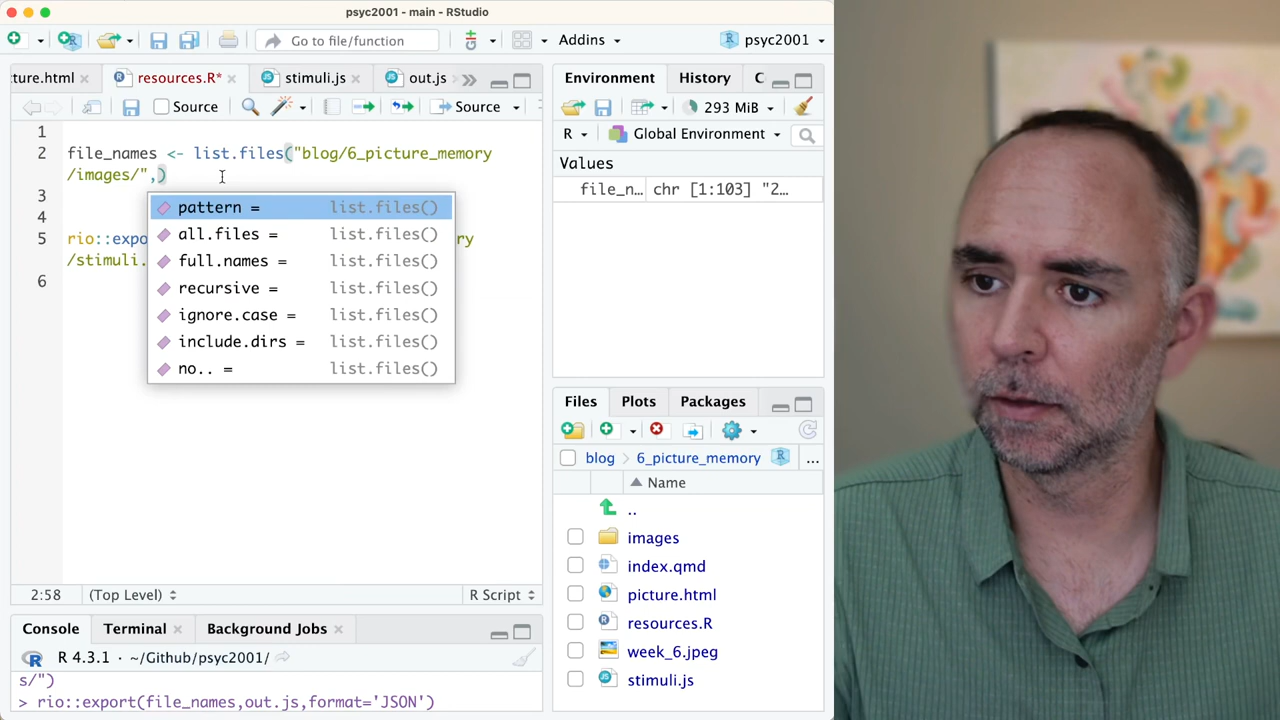 psyc2001 - main - RStudio
Go to file/function
Addins
psyc2001
ture.html
resources.R*
stimuli.js
out.js
Source
Source
1
2 file_names <- list.files("blog/6_picture_memory
/images/",)
3
4
5 rio::expo ry
/stimuli.
6
pattern = list.files()
all.files = list.files()
full.names = list.files()
recursive = list.files()
ignore.case = list.files()
include.dirs = list.files()
no.. = list.files()
2:58 (Top Level) R Script
Console Terminal Background Jobs
R 4.3.1 · ~/Github/psyc2001/
s/")
> rio::export(file_names,out.js,format='JSON')
Environment History C
293 MiB
R Global Environment
Values
file_n… chr [1:103] "2…
Files Plots Packages
blog > 6_picture_memory ...
Name
..
images
index.qmd
picture.html
resources.R
week_6.jpeg
stimuli.js